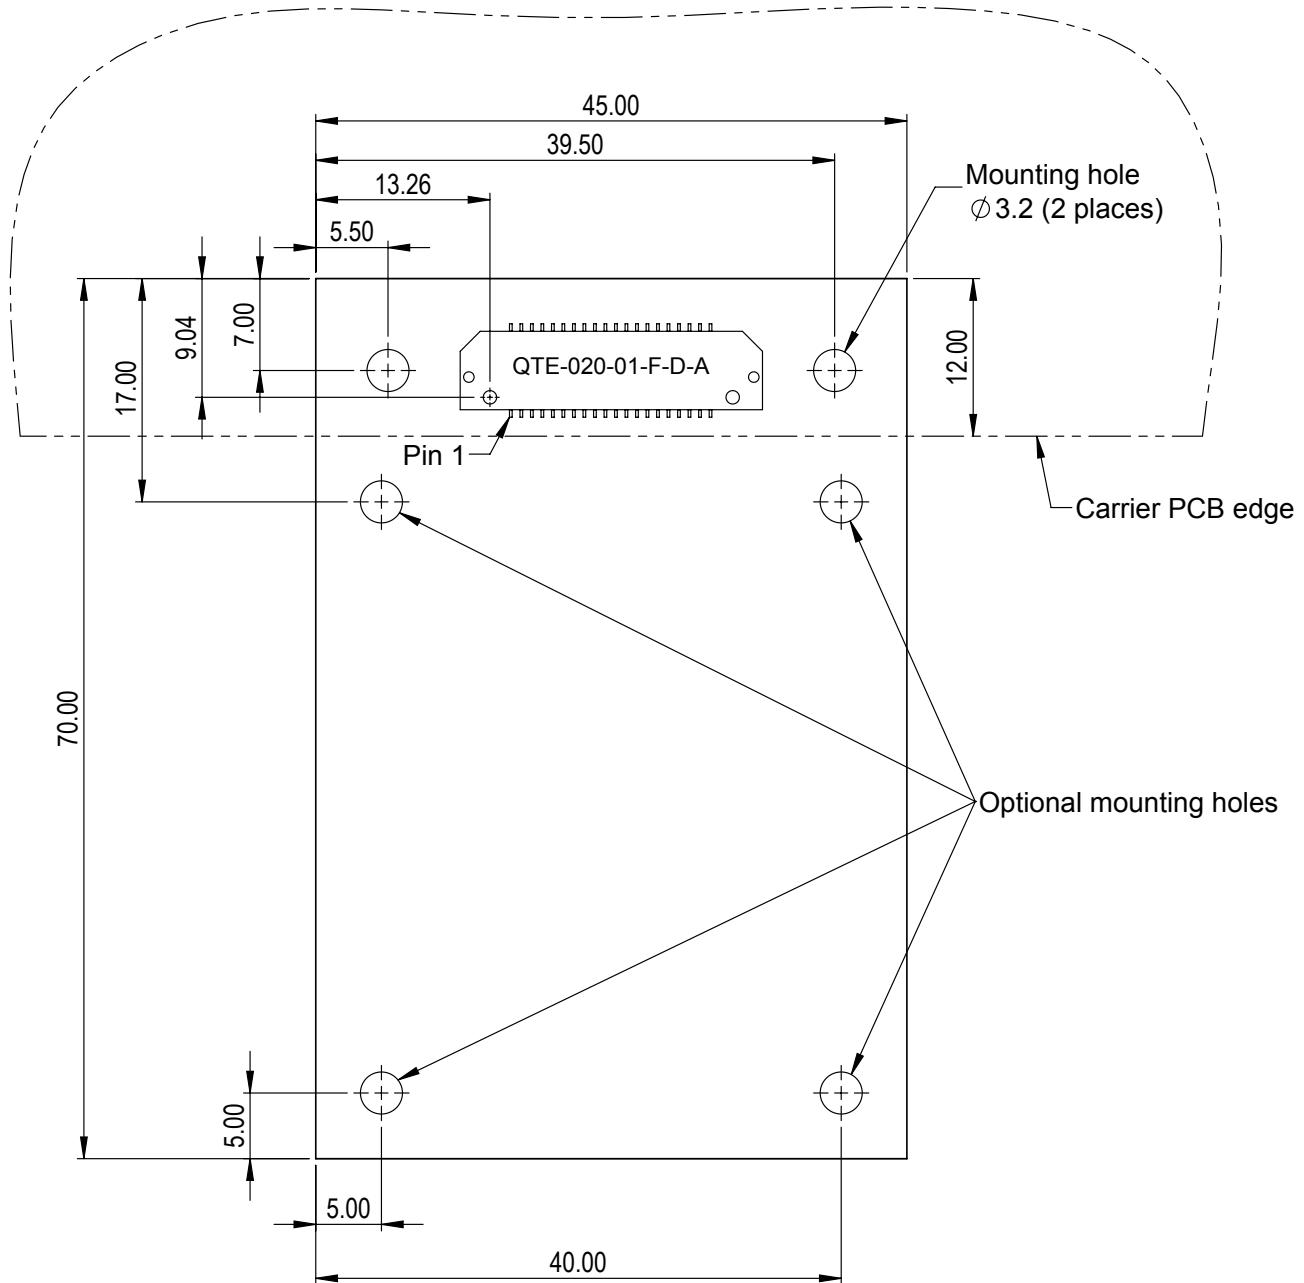 45.00
39.50
13.26
5.50
Mounting hole
∅ 3.2 (2 places)
7.00
9.04
17.00
12.00
QTE-020-01-F-D-A
Pin 1
Carrier PCB edge
70.00
Optional mounting holes
5.00
5.00
40.00